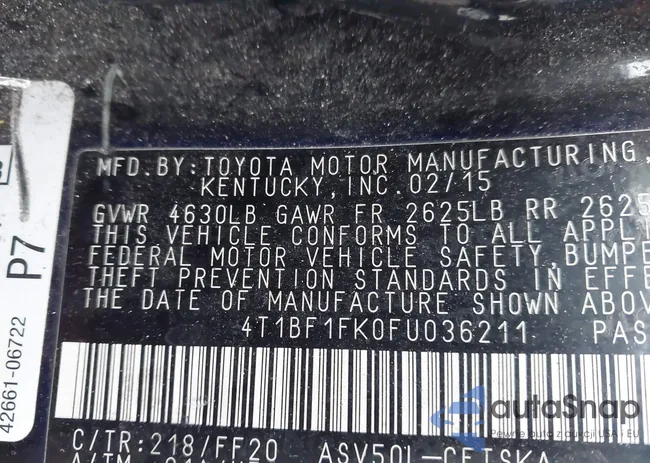 MFD.BY:TOYOTA MOTOR MANUFACTURING,
KENTUCKY,INC.02/15
GVWR 4630LB GAWR FR 2625LB RR 2625
THIS VEHICLE CONFORMS TO ALL APPLI
FEDERAL MOTOR VEHICLE SAFETY,BUMPE
THEFT PREVENTION STANDARDS IN EFFE
THE DATE OF MANUFACTURE SHOWN ABOV
4T1BF1FK0FU036211 PAS
C/TR:218/FF20 ASV50L-CETSKA
P7
42661-06722
autoSnap